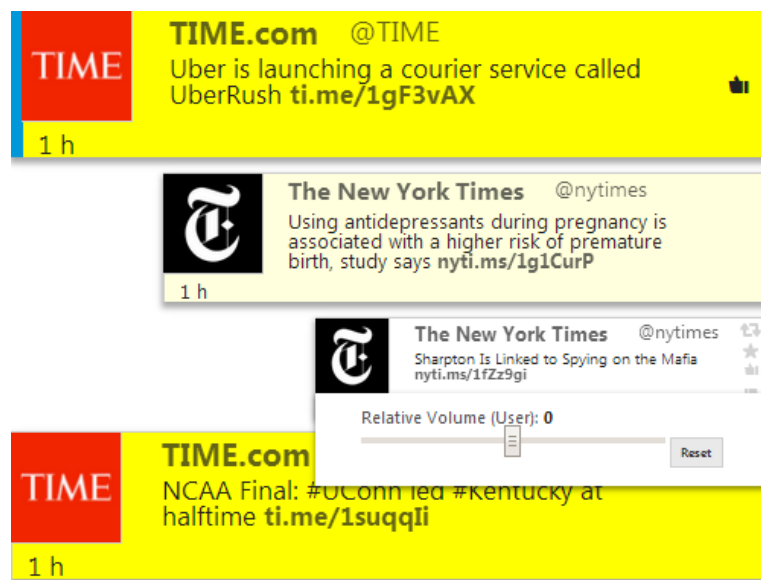 TIME
TIME.com @TIME
Uber is launching a courier service called
UberRush ti.me/1gF3vAX
1 h
The New York Times @nytimes
Using antidepressants during pregnancy is
associated with a higher risk of premature
birth, study says nyti.ms/1g1CurP
1 h
The New York Times @nytimes
Sharpton Is Linked to Spying on the Mafia
nyti.ms/1fZz9gi
Relative Volume (User): 0
Reset
TIME
TIME.com
NCAA Final: #UConn led #Kentucky at
halftime ti.me/1suqqIi
1 h